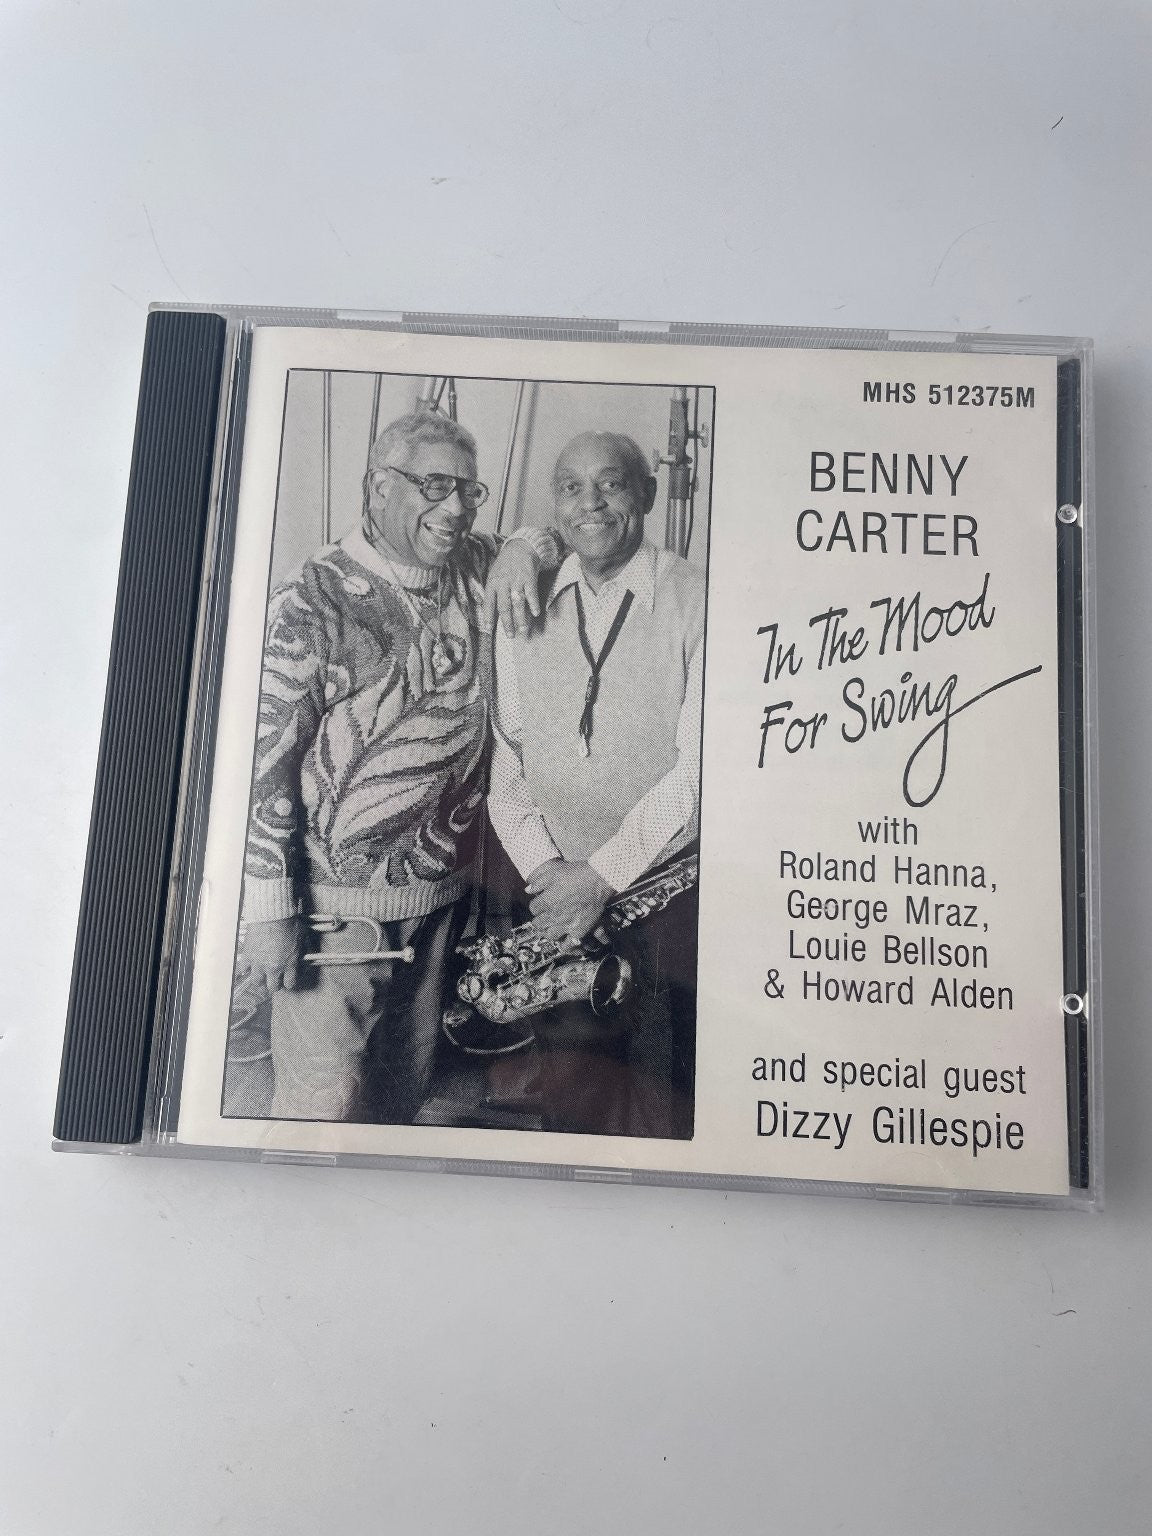 MHS 512375M
BENNY
CARTER
In The Mood
For Swing
with
Roland Hanna,
George Mraz,
Louie Bellson
& Howard Alden
and special guest
Dizzy Gillespie